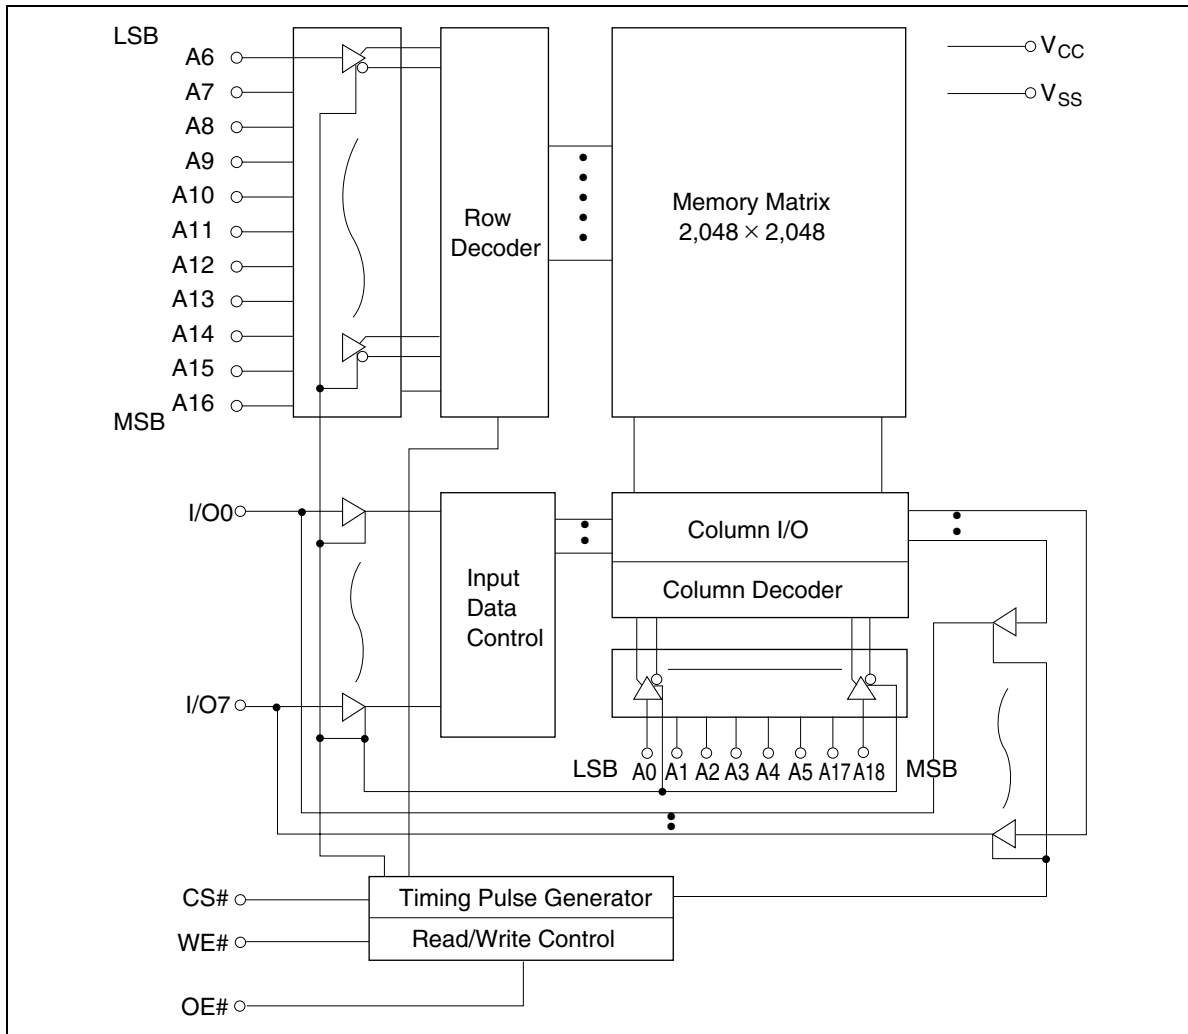 LSB
A6
A7
A8
A9
A10
A11
A12
A13
A14
A15
A16
MSB
Row
Decoder
Memory Matrix
2,048 × 2,048
VCC
VSS
I/O0
I/O7
Input
Data
Control
Column I/O
Column Decoder
LSB A0 A1 A2 A3 A4 A5 A17 A18 MSB
CS#
WE#
OE#
Timing Pulse Generator
Read/Write Control